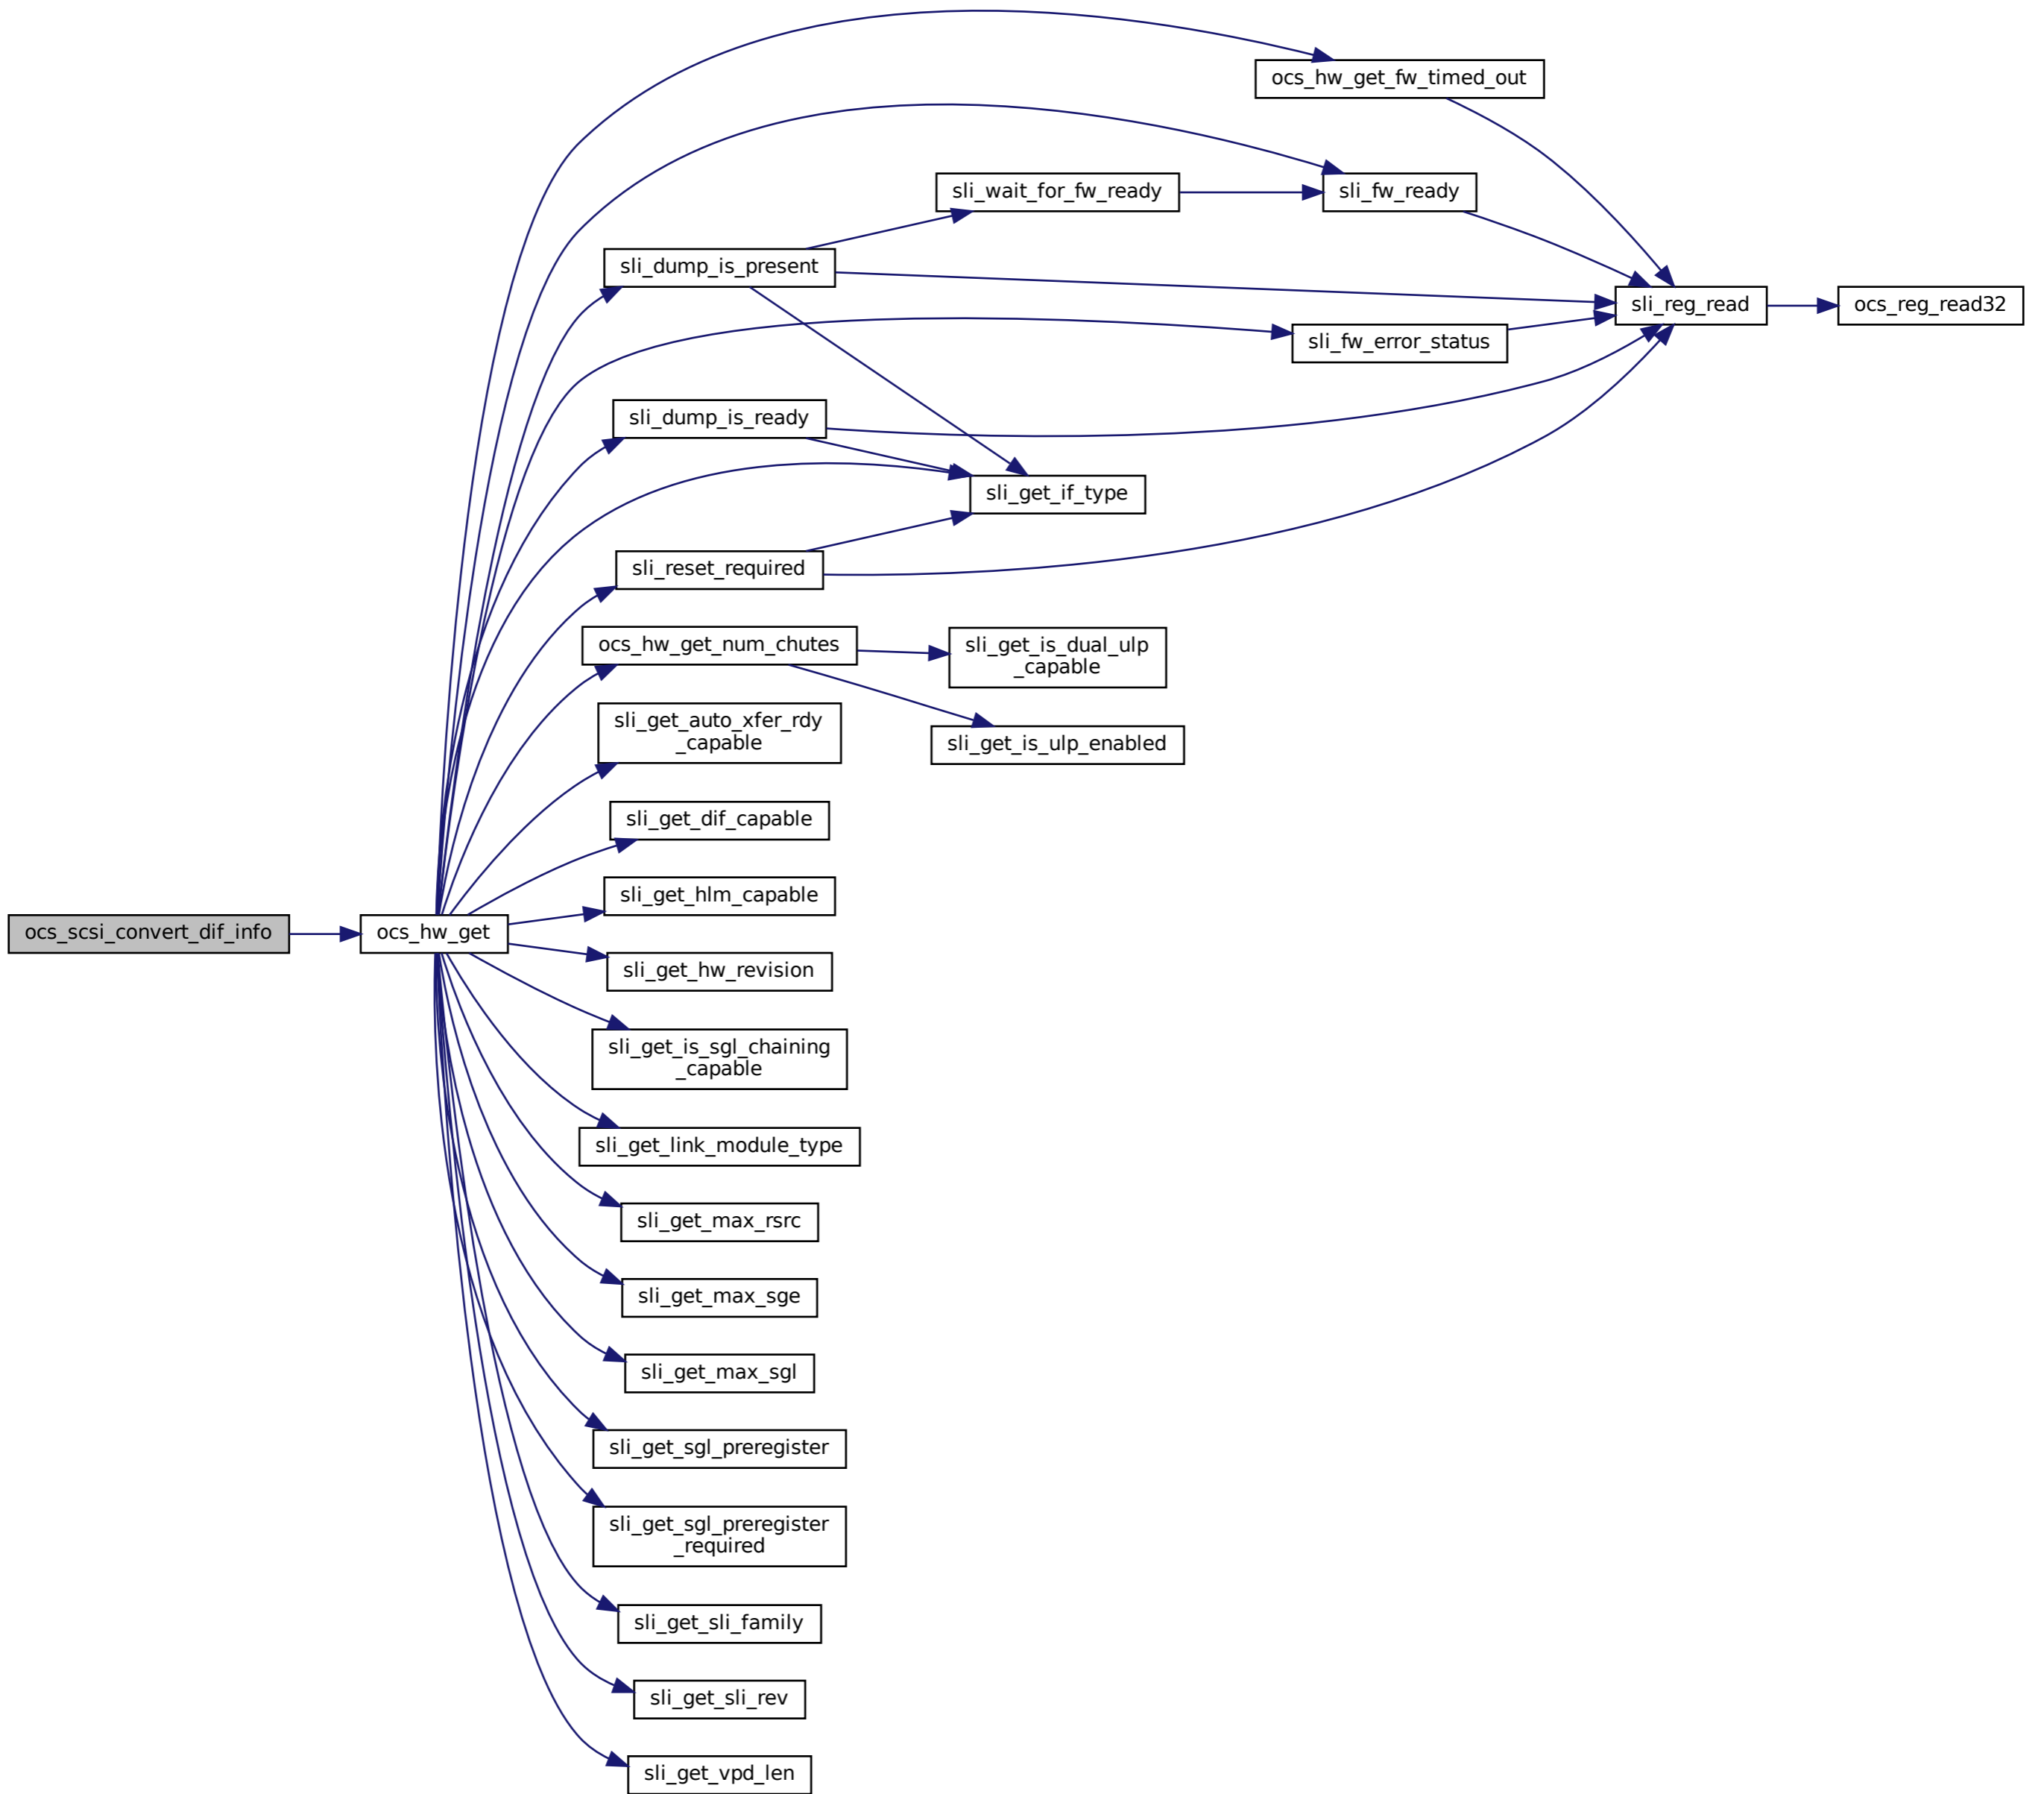 ocs_hw_get_fw_timed_out
sli_wait_for_fw_ready
sli_fw_ready
sli_dump_is_present
sli_reg_read
ocs_reg_read32
sli_fw_error_status
sli_dump_is_ready
sli_get_if_type
sli_reset_required
ocs_hw_get_num_chutes
sli_get_is_dual_ulp
_capable
sli_get_auto_xfer_rdy
_capable
sli_get_is_ulp_enabled
sli_get_dif_capable
sli_get_hlm_capable
ocs_scsi_convert_dif_info
ocs_hw_get
sli_get_hw_revision
sli_get_is_sgl_chaining
_capable
sli_get_link_module_type
sli_get_max_rsrc
sli_get_max_sge
sli_get_max_sgl
sli_get_sgl_preregister
sli_get_sgl_preregister
_required
sli_get_sli_family
sli_get_sli_rev
sli_get_vpd_len